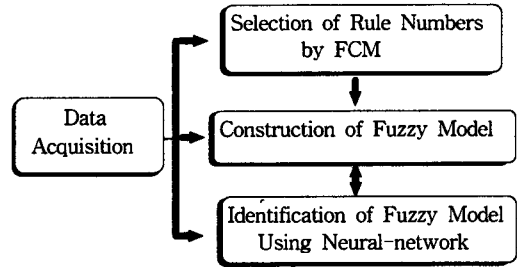 Selection of Rule Numbers
by FCM
Data
Acquisition
Construction of Fuzzy Model
Identification of Fuzzy Model
Using Neural-network